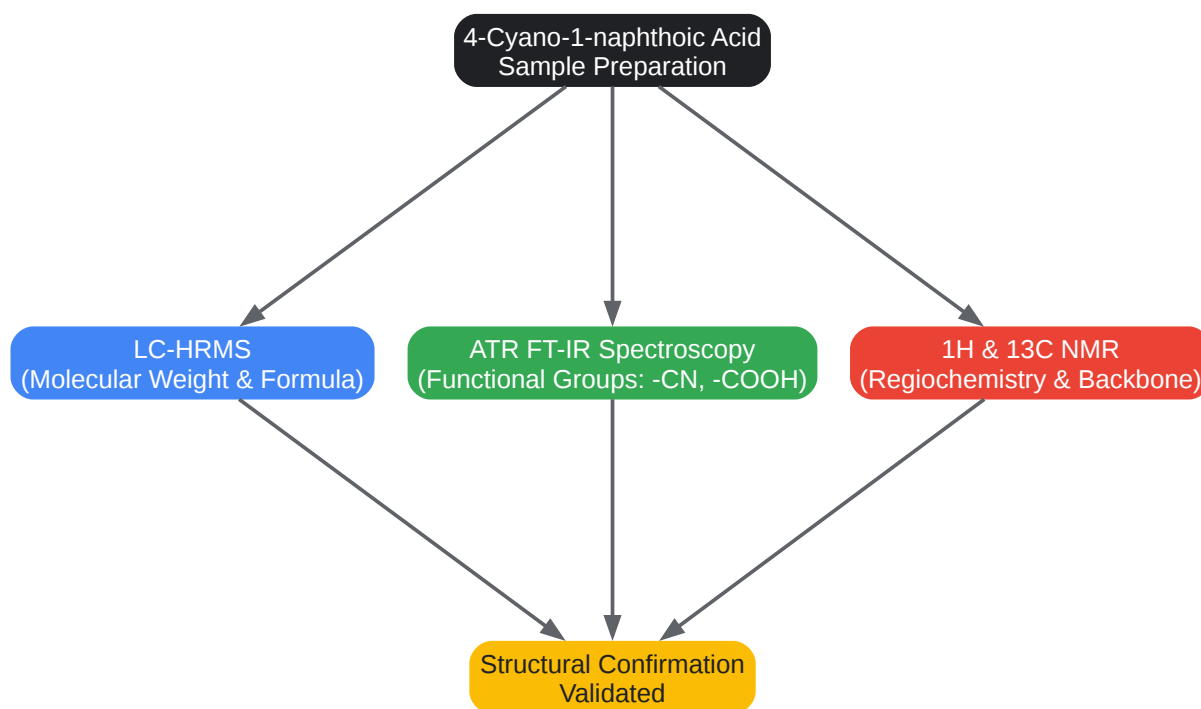 4-Cyano-1-naphthoic Acid
Sample Preparation
LC-HRMS
(Molecular Weight & Formula)
ATR FT-IR Spectroscopy
(Functional Groups: -CN, -COOH)
1H & 13C NMR
(Regiochemistry & Backbone)
Structural Confirmation
Validated